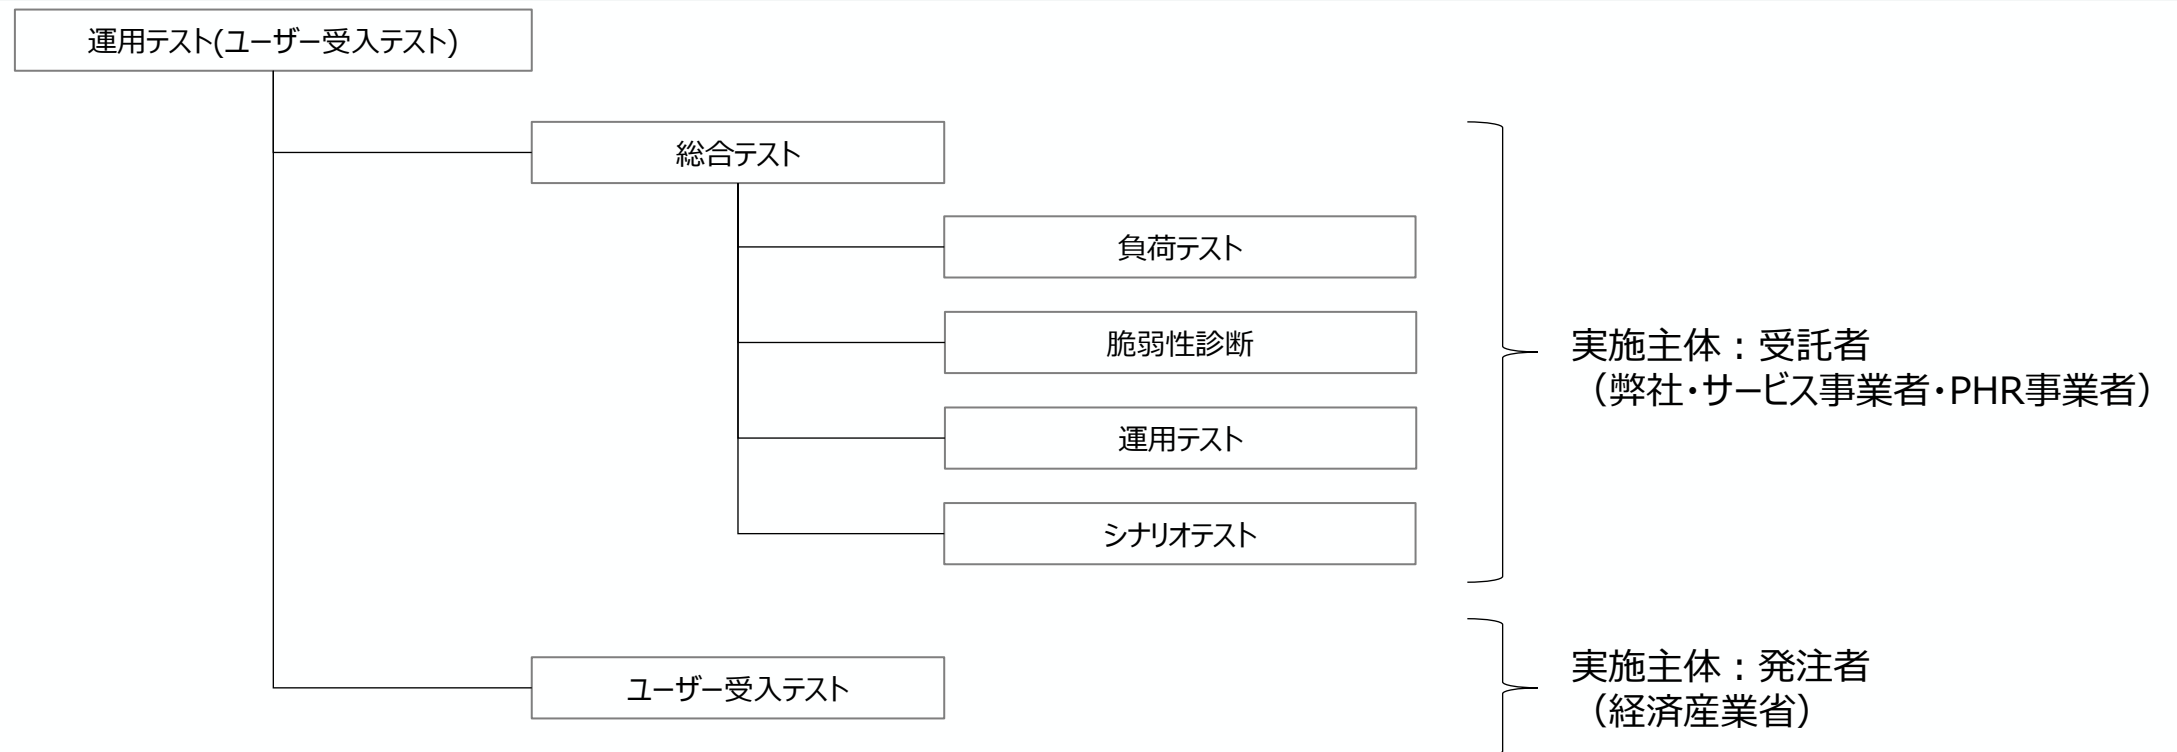 運用テスト(ユーザー受入テスト)
総合テスト
負荷テスト
脆弱性診断
運用テスト
シナリオテスト
実施主体：受託者
（弊社・サービス事業者・PHR事業者）
ユーザー受入テスト
実施主体：発注者
（経済産業省）